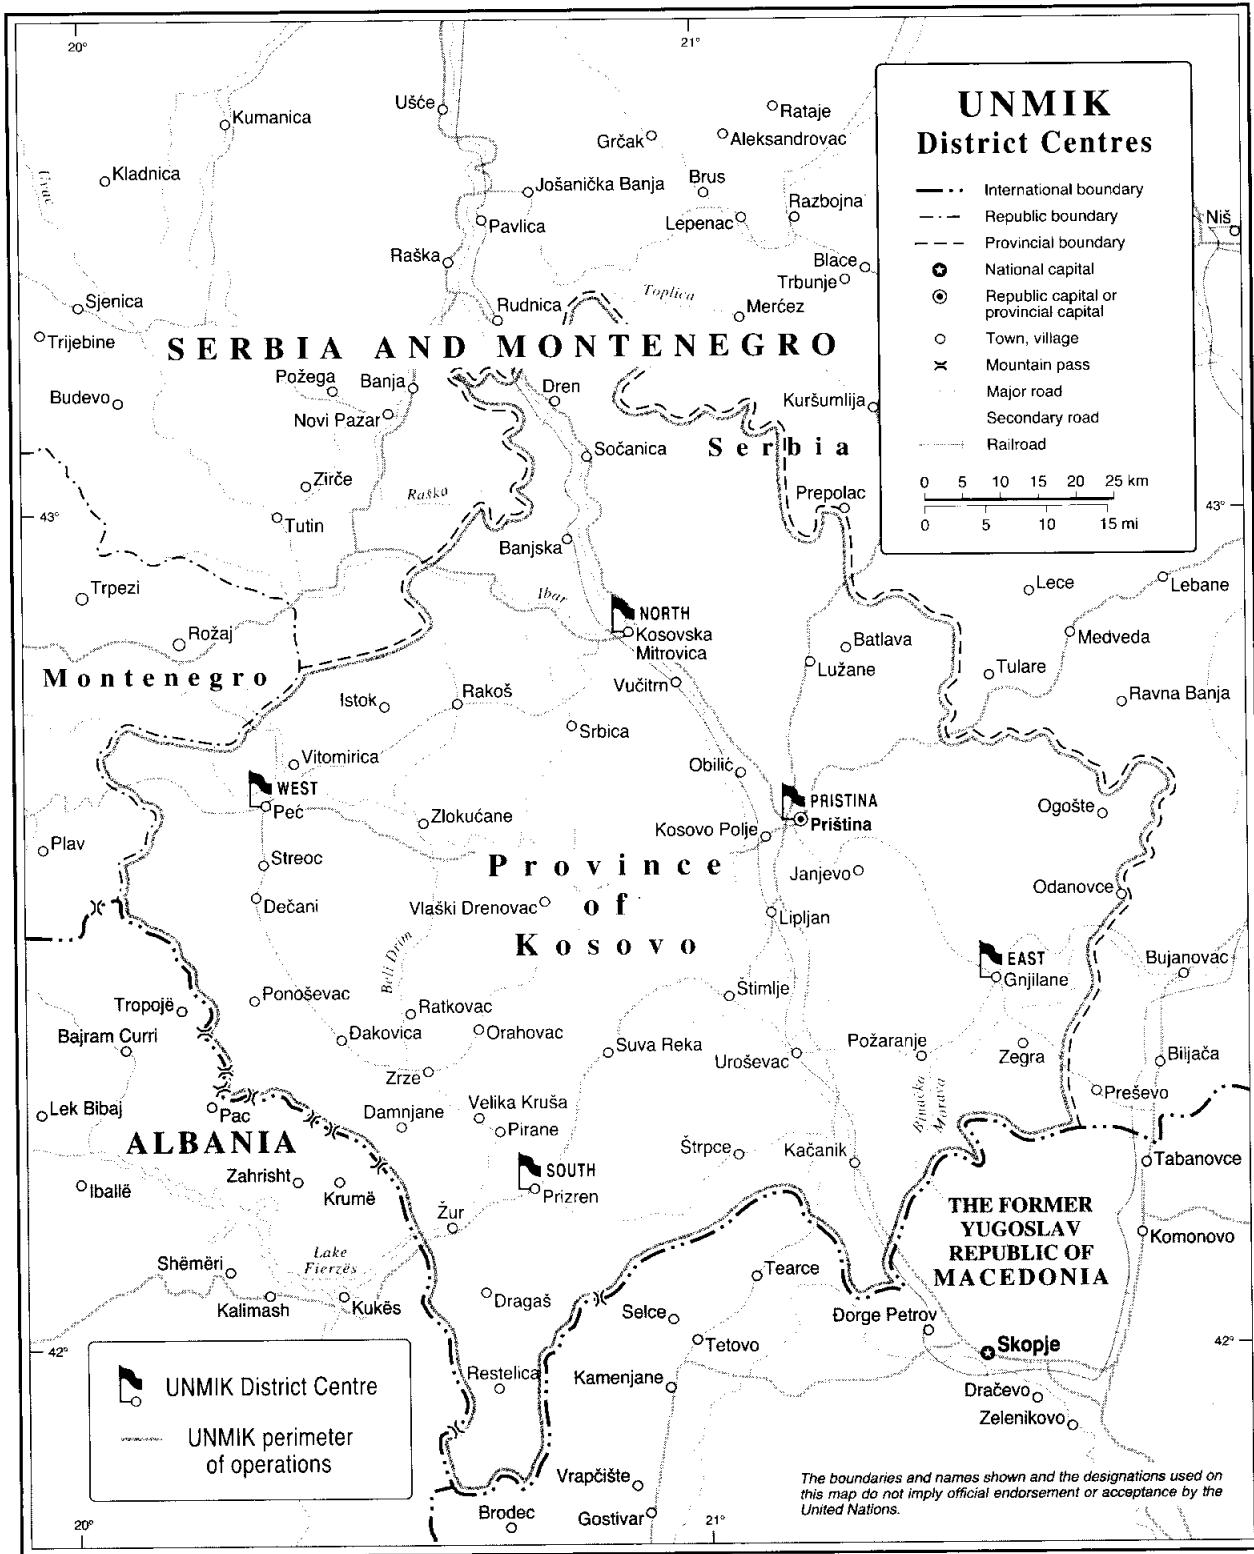 20°
21°
UNMIK
District Centres
International boundary
Republic boundary
Provincial boundary
National capital
Republic capital or
provincial capital
Town, village
Mountain pass
Major road
Secondary road
Railroad
0 5 10 15 20 25 km
0 5 10 15 mi
Ušće
Kumanica
Rataje
Grčak
Aleksandrovac
Kladnica
Uvac
Jošanička Banja
Brus
Razbojna
Pavlica
Lepenac
Niš
Raška
Blace
Trbunje
Toplica
Sjenica
Rudnica
Merćez
Trijebine
SERBIA AND MONTENEGRO
Požega
Banja
Dren
Budevo
Novi Pazar
Kuršumlija
Sočanica
Serbia
Zirče
Raška
Prepolac
43°
Tutin
43°
Banjska
Trpezi
Ibar
Lece
Lebane
NORTH
Kosovska
Mitrovica
Rožaj
Batlava
Medveda
Lužane
Tulare
Montenegro
Vučitrn
Istok
Rakoš
Ravna Banja
Srbica
Vitomirica
Obilić
WEST
Peć
PRISTINA
Priština
Zlokućane
Kosovo Polje
Ogošte
Plav
Streoc
Province
of
Kosovo
Janjevo
Odanovce
Dečani
Vlaški Drenovac
Lipljan
Beli Drim
EAST
Gnjilane
Bujanovac
Štimlje
Ponoševac
Tropojë
Ratkovac
Bajram Curri
Đakovica
Orahovac
Suva Reka
Uroševac
Požaranje
Zegra
Biljača
Zrze
Binačka
Morava
Preševo
Lek Bibaj
Pac
Damnjane
Velika Kruša
Pirane
ALBANIA
Štrpce
Kačanik
Tabanovce
SOUTH
Prizren
Zahrisht
Krumë
Iballë
THE FORMER
YUGOSLAV
REPUBLIC OF
MACEDONIA
Žur
Komonovo
Lake
Fierzës
Shëmëri
Tearce
Kalimash
Kukës
Dragaš
Selce
Đorge Petrov
42°
Tetovo
Skopje
42°
UNMIK District Centre
UNMIK perimeter
of operations
Restelica
Kamenjane
Dračevo
Zelenikovo
Vrapčište
Brodec
Gostivar
The boundaries and names shown and the designations used on
this map do not imply official endorsement or acceptance by the
United Nations.
20°
21°